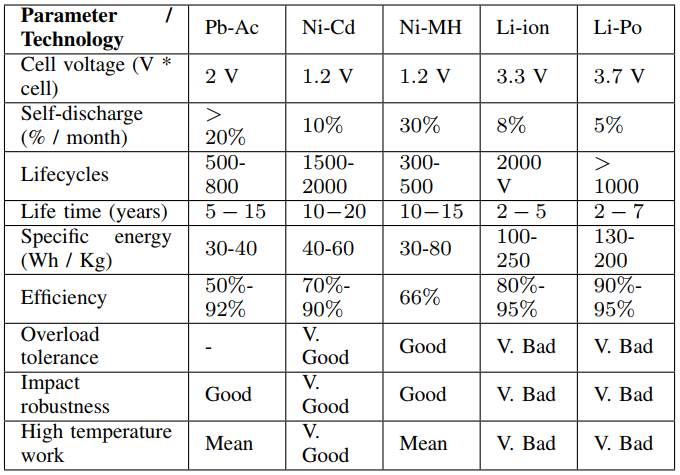 Parameter / Technology Pb-Ac Ni-Cd Ni-MH Li-ion Li-Po
Cell voltage (V * cell) 2 V 1.2 V 1.2 V 3.3 V 3.7 V
Self-discharge (% / month) > 20% 10% 30% 8% 5%
Lifecycles 500-800 1500-2000 300-500 2000 V > 1000
Life time (years) 5 − 15 10−20 10−15 2 − 5 2 − 7
Specific energy (Wh / Kg) 30-40 40-60 30-80 100-250 130-200
Efficiency 50%-92% 70%-90% 66% 80%-95% 90%-95%
Overload tolerance - V. Good Good V. Bad V. Bad
Impact robustness Good V. Good Good V. Bad V. Bad
High temperature work Mean V. Good Mean V. Bad V. Bad